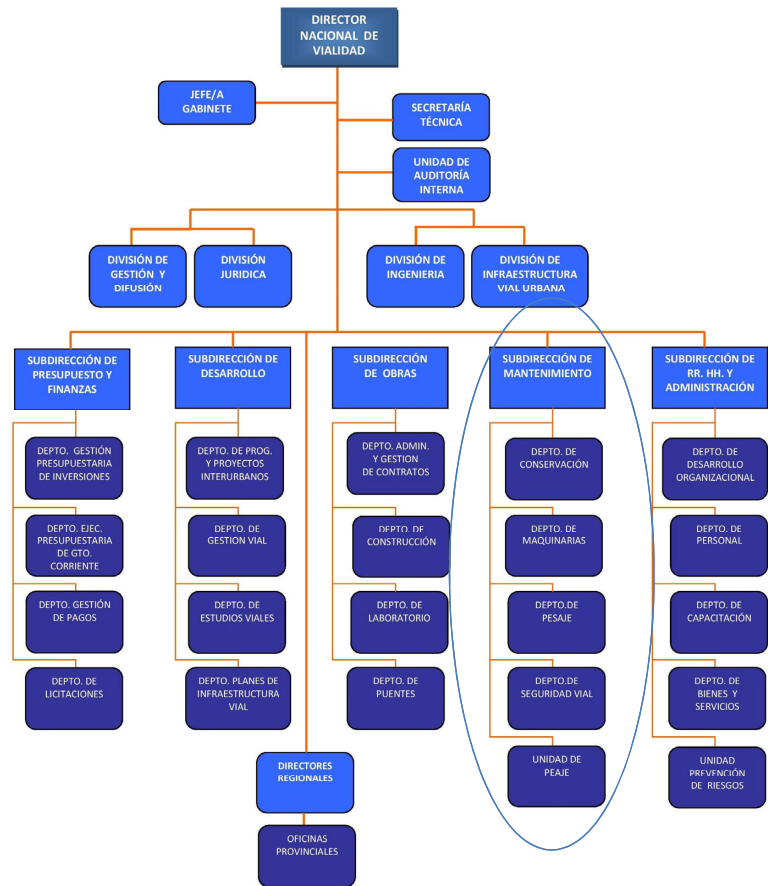 DIRECTOR
NACIONAL DE
VIALIDAD
JEFE/A
GABINETE
SECRETARÍA
TÉCNICA
UNIDAD DE
AUDITORÍA
INTERNA
DIVISIÓN DE
GESTIÓN Y
DIFUSIÓN
DIVISIÓN
JURIDICA
DIVISIÓN DE
INGENIERIA
DIVISIÓN DE
INFRAESTRUCTURA
VIAL URBANA
SUBDIRECCIÓN DE
PRESUPUESTO Y
FINANZAS
SUBDIRECCIÓN DE
DESARROLLO
SUBDIRECCIÓN
DE OBRAS
SUBDIRECCIÓN DE
MANTENIMIENTO
SUBDIRECCIÓN DE
RR. HH. Y
ADMINISTRACIÓN
DEPTO. GESTIÓN
PRESUPUESTARIA
DE INVERSIONES
DEPTO. EJEC.
PRESUPUESTARIA
DE GTO.
CORRIENTE
DEPTO. GESTIÓN
DE PAGOS
DEPTO. DE
LICITACIONES
DEPTO. DE PROG.
Y PROYECTOS
INTERURBANOS
DEPTO. DE
GESTION VIAL
DEPTO. DE
ESTUDIOS VIALES
DEPTO. PLANES DE
INFRAESTRUCTURA
VIAL
DEPTO. ADMIN.
Y GESTION
DE CONTRATOS
DEPTO. DE
CONSTRUCCIÓN
DEPTO. DE
LABORATORIO
DEPTO. DE
PUENTES
DEPTO. DE
CONSERVACIÓN
DEPTO. DE
MAQUINARIAS
DEPTO.DE
PESAJE
DEPTO.DE
SEGURIDAD VIAL
UNIDAD DE
PEAJE
DEPTO. DE
DESARROLLO
ORGANIZACIONAL
DEPTO. DE
PERSONAL
DEPTO. DE
CAPACITACIÓN
DEPTO. DE
BIENES Y
SERVICIOS
UNIDAD
PREVENCIÓN
DE RIESGOS
DIRECTORES
REGIONALES
OFICINAS
PROVINCIALES